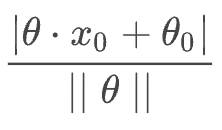 |θ · x₀ + θ₀|
|| θ ||